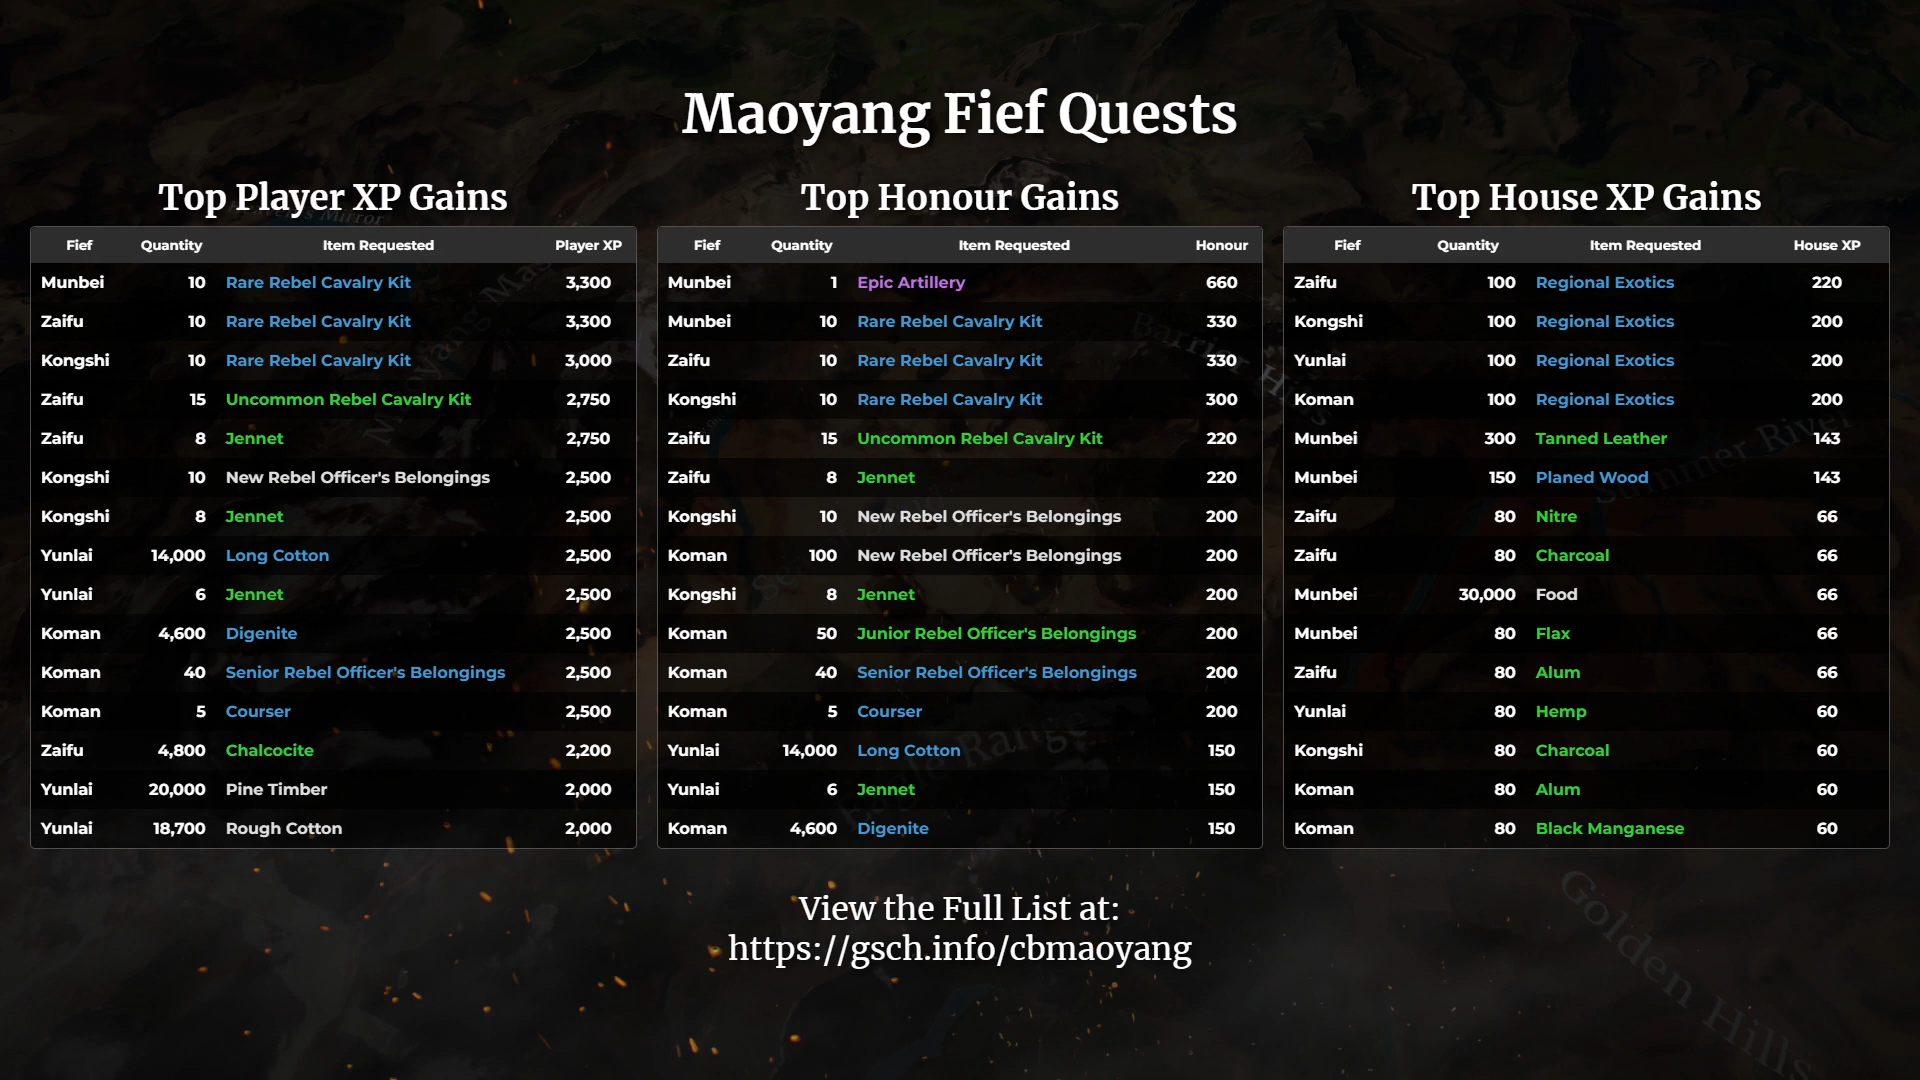 Maoyang Fief Quests
Top Player XP Gains
Fief Quantity Item Requested Player XP
Munbei 10 Rare Rebel Cavalry Kit 3,300
Zaifu 10 Rare Rebel Cavalry Kit 3,300
Kongshi 10 Rare Rebel Cavalry Kit 3,000
Zaifu 15 Uncommon Rebel Cavalry Kit 2,750
Zaifu 8 Jennet 2,750
Kongshi 10 New Rebel Officer's Belongings 2,500
Kongshi 8 Jennet 2,500
Yunlai 14,000 Long Cotton 2,500
Yunlai 6 Jennet 2,500
Koman 4,600 Digenite 2,500
Koman 40 Senior Rebel Officer's Belongings 2,500
Koman 5 Courser 2,500
Zaifu 4,800 Chalcocite 2,200
Yunlai 20,000 Pine Timber 2,000
Yunlai 18,700 Rough Cotton 2,000
Top Honour Gains
Fief Quantity Item Requested Honour
Munbei 1 Epic Artillery 660
Munbei 10 Rare Rebel Cavalry Kit 330
Zaifu 10 Rare Rebel Cavalry Kit 330
Kongshi 10 Rare Rebel Cavalry Kit 300
Zaifu 15 Uncommon Rebel Cavalry Kit 220
Zaifu 8 Jennet 220
Kongshi 10 New Rebel Officer's Belongings 200
Koman 100 New Rebel Officer's Belongings 200
Kongshi 8 Jennet 200
Koman 50 Junior Rebel Officer's Belongings 200
Koman 40 Senior Rebel Officer's Belongings 200
Koman 5 Courser 200
Yunlai 14,000 Long Cotton 150
Yunlai 6 Jennet 150
Koman 4,600 Digenite 150
Top House XP Gains
Fief Quantity Item Requested House XP
Zaifu 100 Regional Exotics 220
Kongshi 100 Regional Exotics 200
Yunlai 100 Regional Exotics 200
Koman 100 Regional Exotics 200
Munbei 300 Tanned Leather 143
Munbei 150 Planed Wood 143
Zaifu 80 Nitre 66
Zaifu 80 Charcoal 66
Munbei 30,000 Food 66
Munbei 80 Flax 66
Zaifu 80 Alum 66
Yunlai 80 Hemp 60
Kongshi 80 Charcoal 60
Koman 80 Alum 60
Koman 80 Black Manganese 60
View the Full List at:
https://gsch.info/cbmaoyang
Barrier Hills
Summer River
Golden Hills